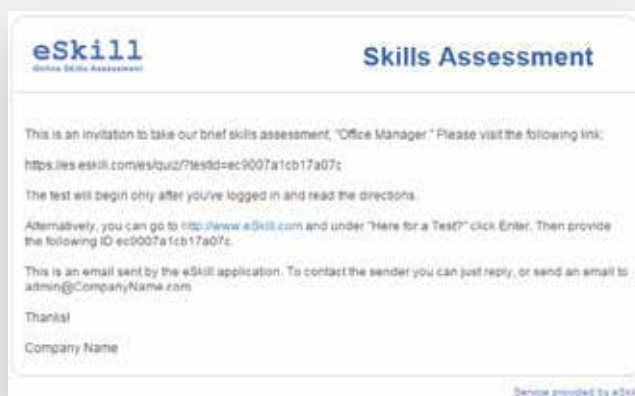 eSkill
Online Skills Assessment
Skills Assessment
This is an invitation to take our brief skills assessment, "Office Manager." Please visit the following link:
https://es.eskill.com/es/quiz/?testid=ec9007a1cb17a07c
The test will begin only after you've logged in and read the directions.
Alternatively, you can go to http://www.eSkill.com and under "Here for a Test?" click Enter. Then provide
the following ID ec9007a1cb17a07c.
This is an email sent by the eSkill application. To contact the sender you can just reply, or send an email to
admin@CompanyName.com
Thanks!
Company Name
Service provided by eSkill